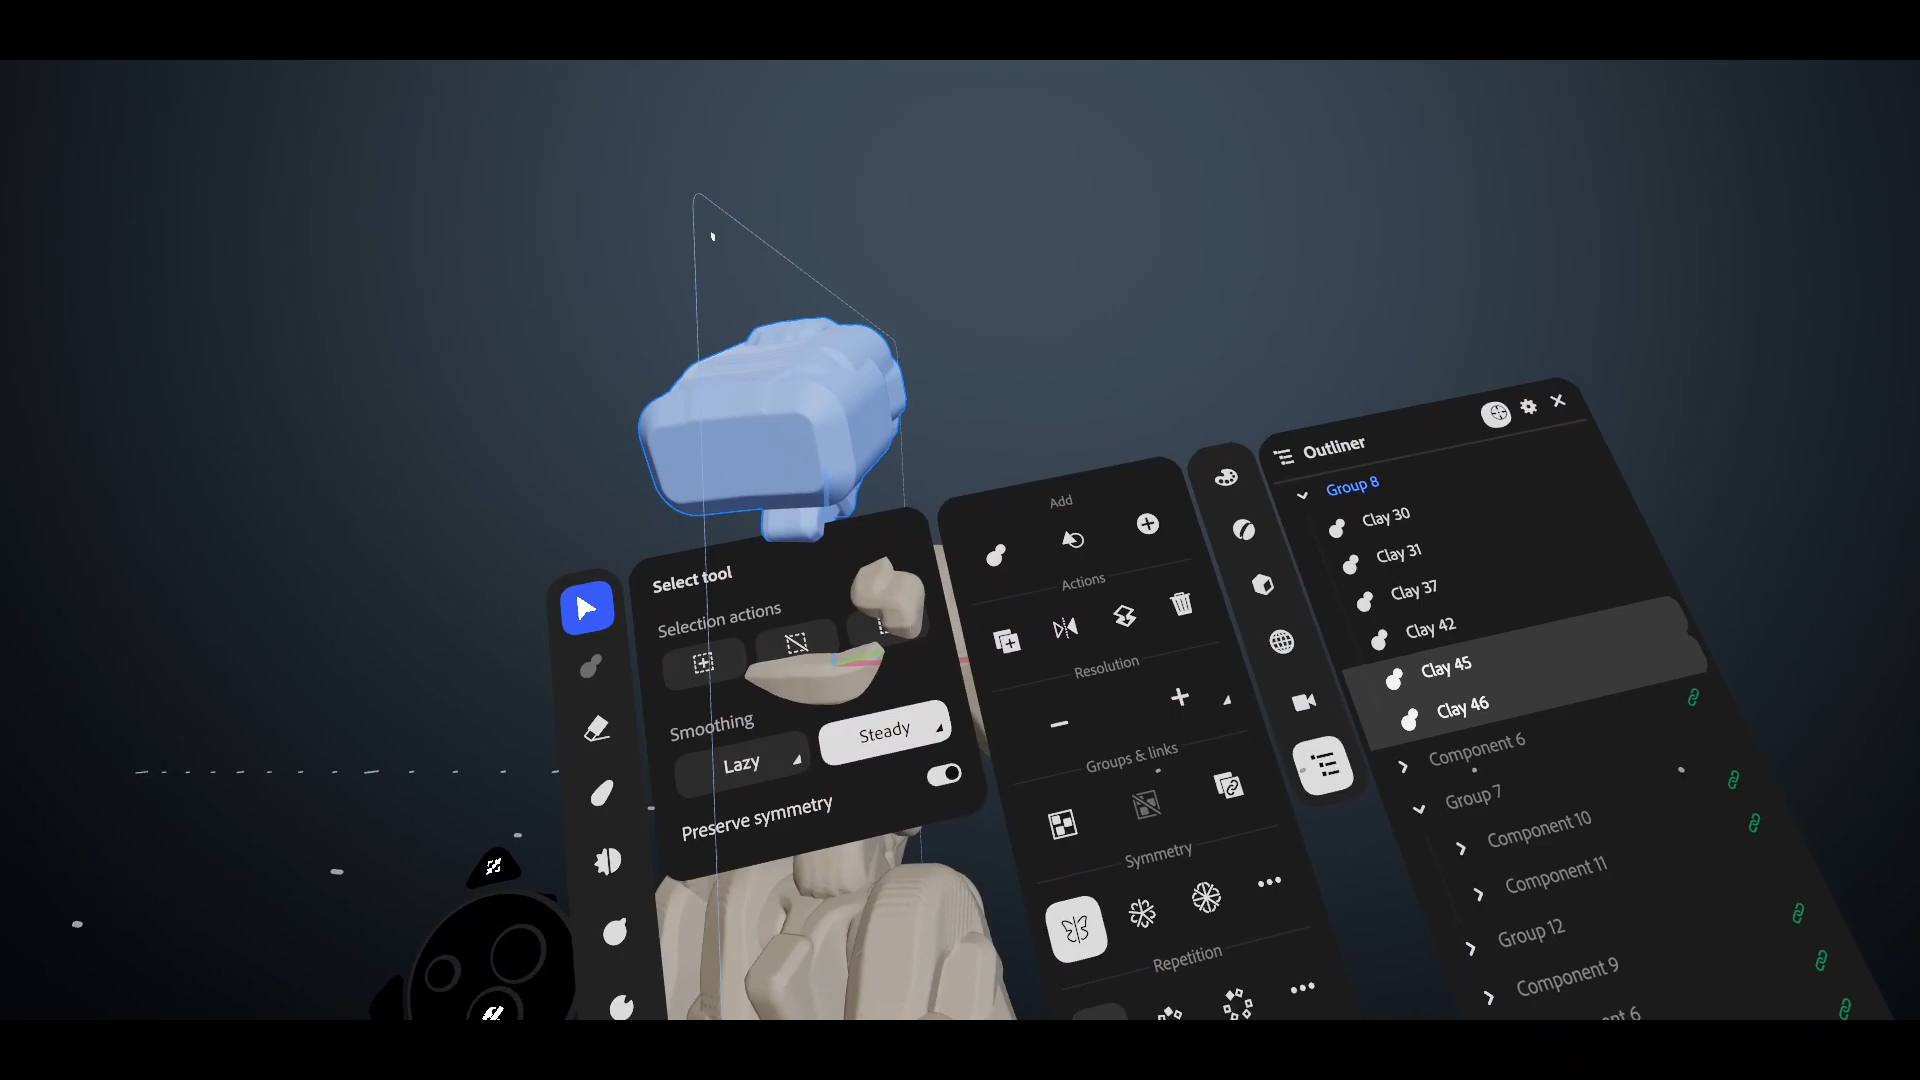 Select tool
Selection actions
Smoothing
Lazy
Steady
Preserve symmetry
Add
Actions
Resolution
Groups & links
Symmetry
Repetition
Outliner
Group 8
Clay 30
Clay 31
Clay 37
Clay 42
Clay 45
Clay 46
Component 6
Group 7
Component 10
Component 11
Group 12
Component 9